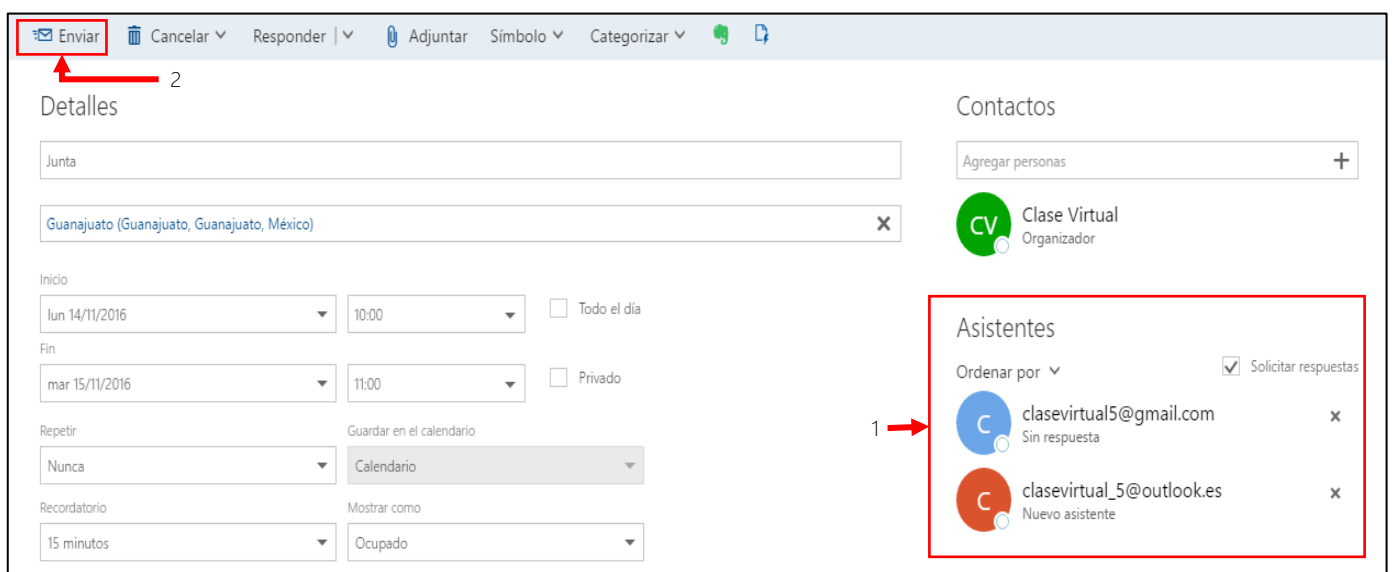 Enviar Cancelar Responder | Adjuntar Símbolo Categorizar
2
Detalles
Junta
Guanajuato (Guanajuato, Guanajuato, México)
Inicio
lun 14/11/2016 10:00 Todo el día
Fin
mar 15/11/2016 11:00 Privado
Repetir Guardar en el calendario
Nunca Calendario
Recordatorio Mostrar como
15 minutos Ocupado
Contactos
Agregar personas
CV Clase Virtual
Organizador
1
Asistentes
Ordenar por Solicitar respuestas
C clasevirtual5@gmail.com
Sin respuesta
C clasevirtual_5@outlook.es
Nuevo asistente